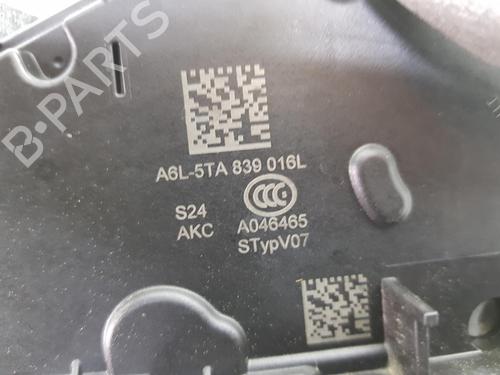 B-PARTS
A6L-5TA 839 016L
S24
CCC
A046465
AKC
STypV07